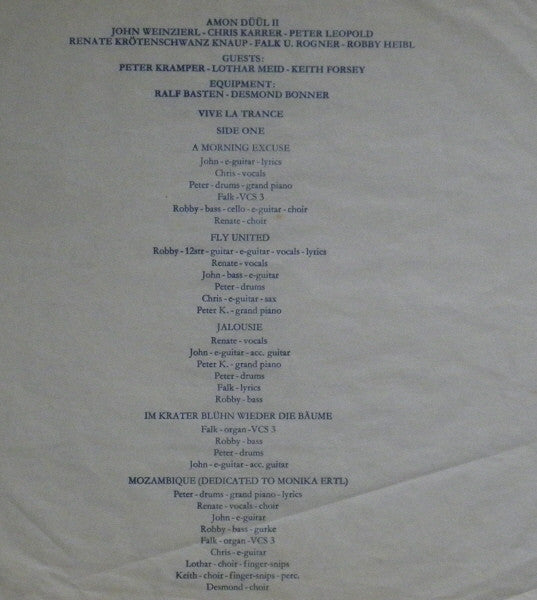 AMON DÜÜL II
JOHN WEINZIERL - CHRIS KARRER - PETER LEOPOLD
RENATE KRÖTENSCHWANZ KNAUP - FALK U. ROGNER - ROBBY HEIBL
GUESTS:
PETER KRAMPER - LOTHAR MEID - KEITH FORSEY
EQUIPMENT:
RALF BASTEN - DESMOND BONNER
VIVE LA TRANCE
SIDE ONE
A MORNING EXCUSE
John - e-guitar - lyrics
Chris - vocals
Peter - drums - grand piano
Falk -VCS 3
Robby - bass - cello - e-guitar - choir
Renate - choir
FLY UNITED
Robby - 12str - guitar - e-guitar - vocals - lyrics
Renate - vocals
John - bass - e-guitar
Peter - drums
Chris - e-guitar - sax
Peter K. - grand piano
JALOUSIE
Renate - vocals
John - e-guitar - acc. guitar
Peter K. - grand piano
Peter - drums
Falk - lyrics
Robby - bass
IM KRATER BLÜHN WIEDER DIE BÄUME
Falk - organ -VCS 3
Robby - bass
Peter - drums
John - e-guitar - acc. guitar
MOZAMBIQUE (DEDICATED TO MONIKA ERTL)
Peter - drums - grand piano - lyrics
Renate - vocals - choir
John - e-guitar
Robby - bass - gurke
Falk - organ -VCS 3
Chris - e-guitar
Lothar - choir - finger-snips
Keith - choir - finger-snips - perc.
Desmond - choir